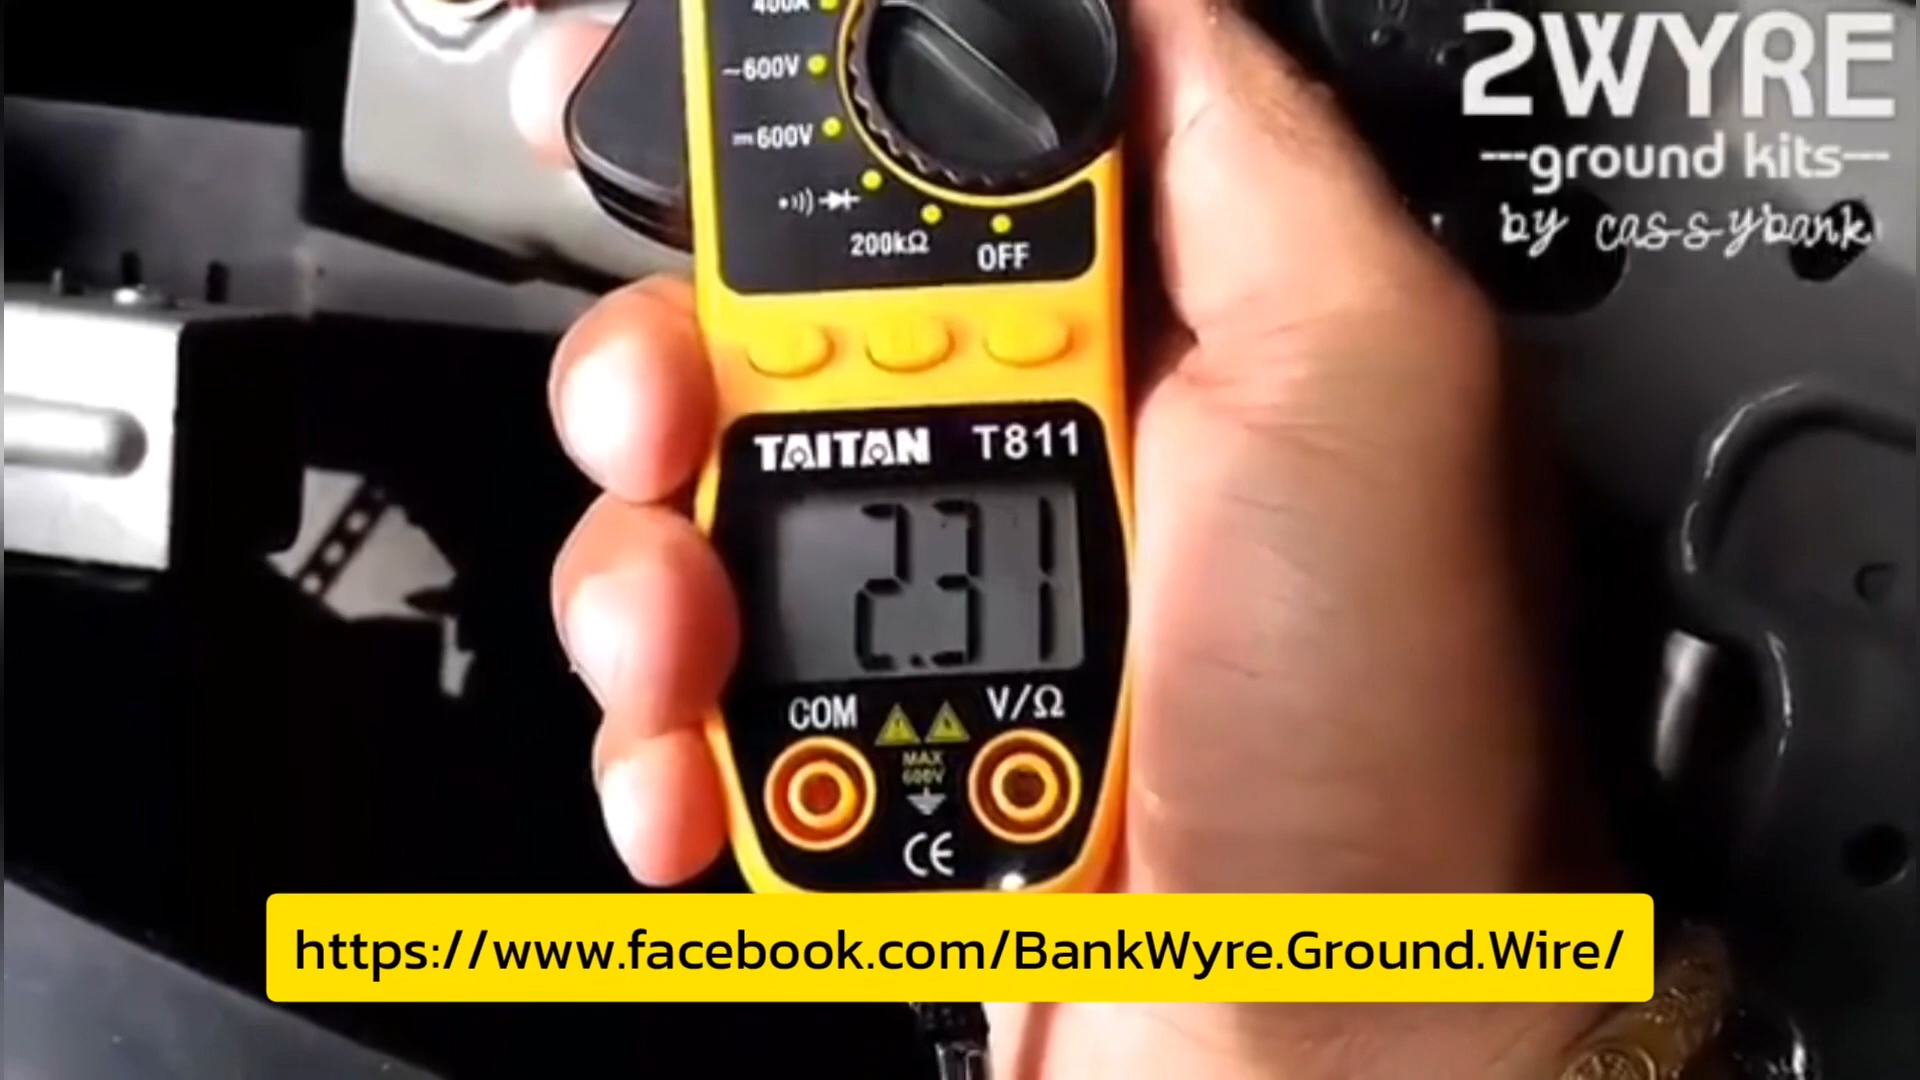 400A
~600V
⎓600V
200kΩ
OFF
TAITAN T811
2.31
COM
V/Ω
MAX
600V
CE
2WYRE
ground kits
by cassybank
https://www.facebook.com/BankWyre.Ground.Wire/